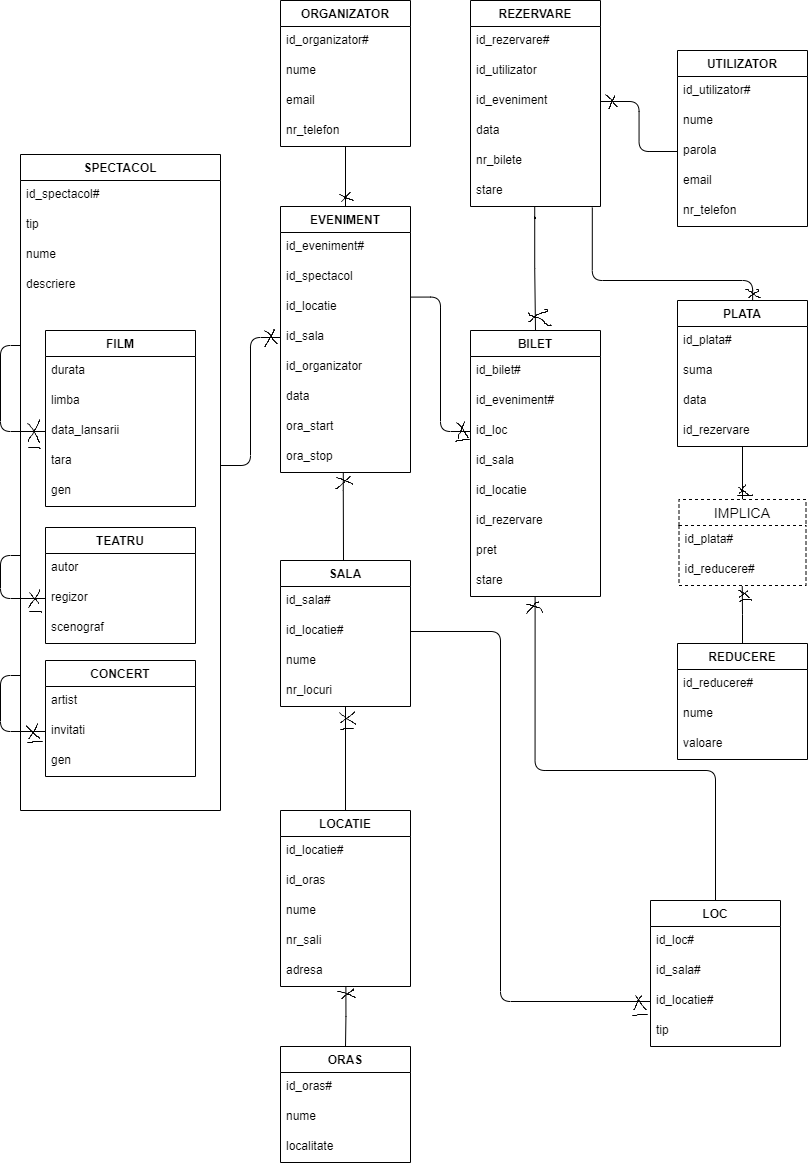 ORGANIZATOR
id_organizator#
nume
email
nr_telefon
REZERVARE
id_rezervare#
id_utilizator
id_eveniment
data
nr_bilete
stare
UTILIZATOR
id_utilizator#
nume
parola
email
nr_telefon
SPECTACOL
id_spectacol#
tip
nume
descriere
FILM
durata
limba
data_lansarii
tara
gen
TEATRU
autor
regizor
scenograf
CONCERT
artist
invitati
gen
EVENIMENT
id_eveniment#
id_spectacol
id_locatie
id_sala
id_organizator
data
ora_start
ora_stop
BILET
id_bilet#
id_eveniment#
id_loc
id_sala
id_locatie
id_rezervare
pret
stare
PLATA
id_plata#
suma
data
id_rezervare
IMPLICA
id_plata#
id_reducere#
REDUCERE
id_reducere#
nume
valoare
SALA
id_sala#
id_locatie#
nume
nr_locuri
LOCATIE
id_locatie#
id_oras
nume
nr_sali
adresa
LOC
id_loc#
id_sala#
id_locatie#
tip
ORAS
id_oras#
nume
localitate